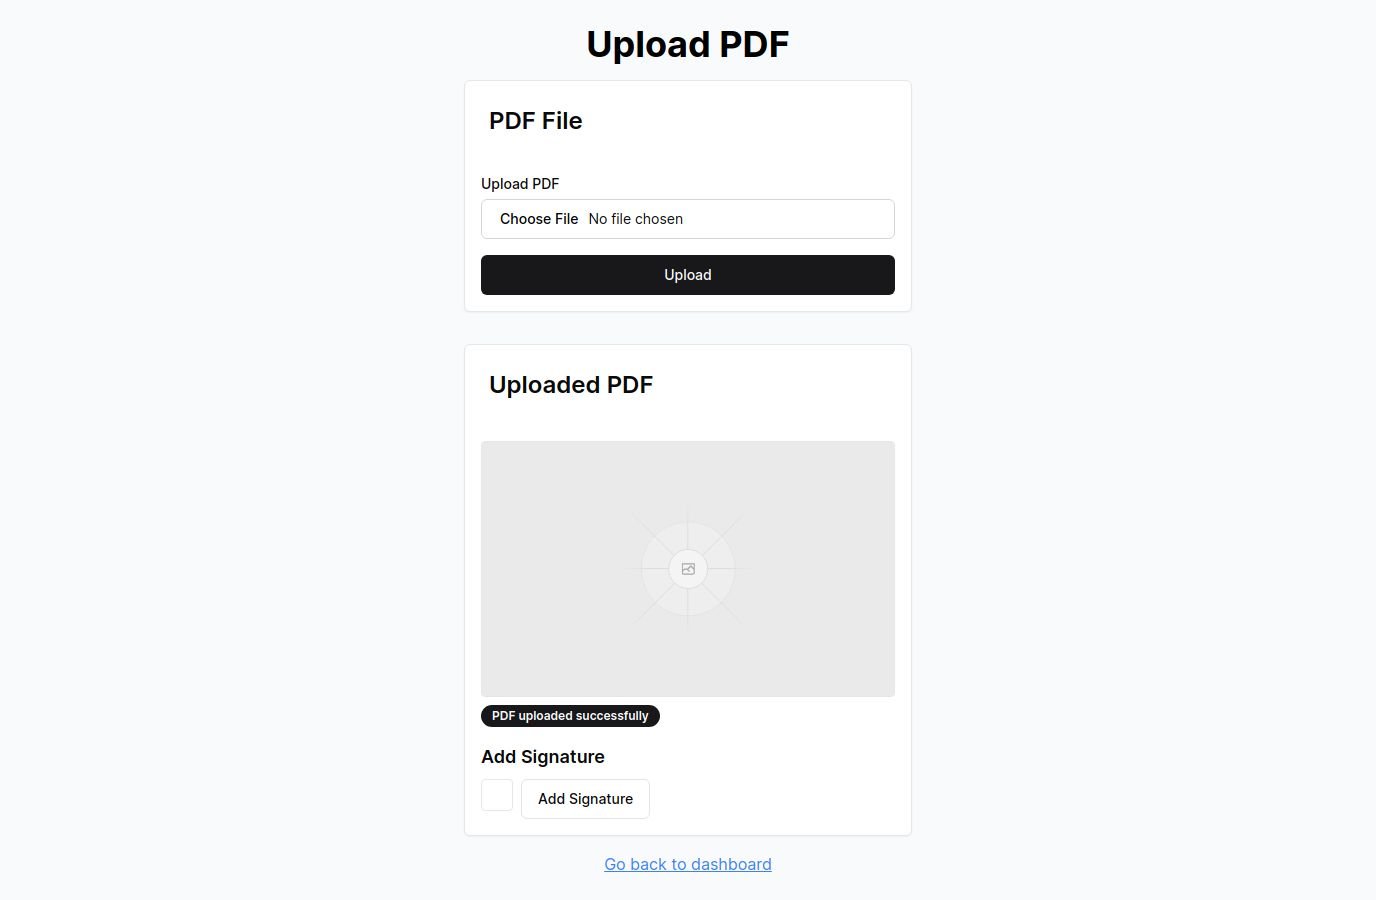 Upload PDF
PDF File
Upload PDF
Choose File No file chosen
Upload
Uploaded PDF
PDF uploaded successfully
Add Signature
Add Signature
Go back to dashboard